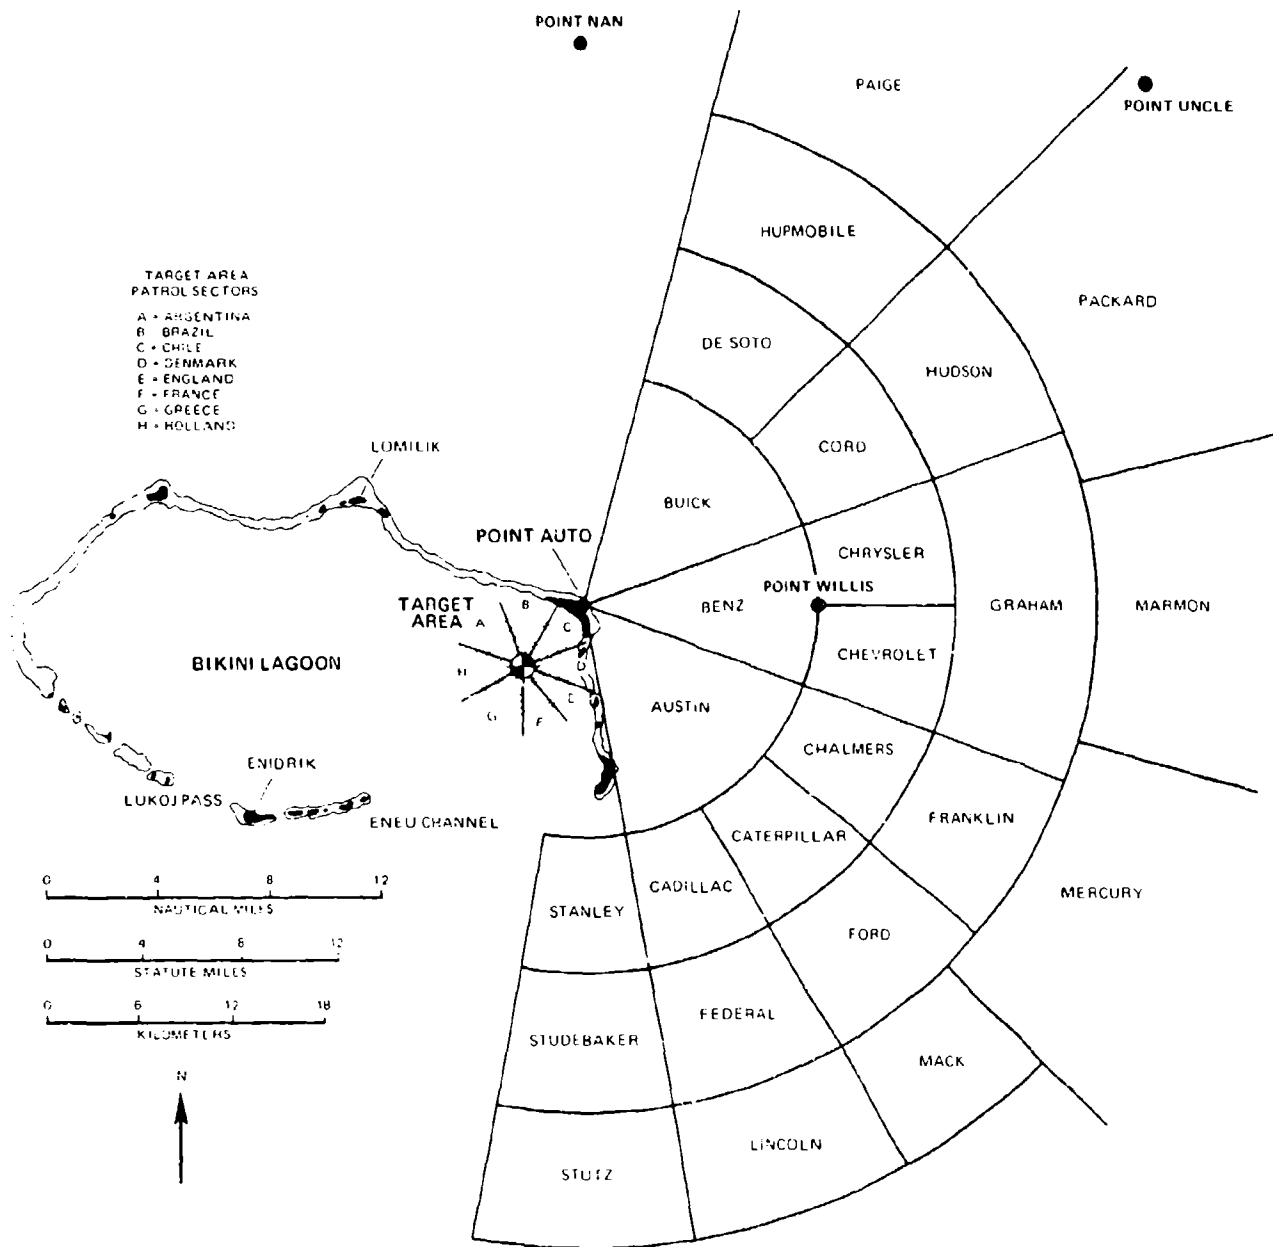 POINT NAN
PAIGE
POINT UNCLE
HUPMOBILE
TARGET AREA
PATROL SECTORS
A = ARGENTINA
B BRAZIL
C = CHILE
D = DENMARK
E = ENGLAND
F = FRANCE
G = GREECE
H = HOLLAND
PACKARD
DE SOTO
HUDSON
LOMILIK
CORD
BUICK
POINT AUTO
CHRYSLER
POINT WILLIS
TARGET
AREA
A
B
C
D
E
F
G
H
BENZ
GRAHAM
MARMON
BIKINI LAGOON
CHEVROLET
AUSTIN
CHALMERS
ENIDRIK
LUKOJ PASS
ENEU CHANNEL
FRANKLIN
CATERPILLAR
MERCURY
CADILLAC
STANLEY
FORD
0 4 8 12
NAUTICAL MILES
0 4 8 12
STATUTE MILES
0 6 12 18
KILOMETERS
FEDERAL
STUDEBAKER
MACK
N
LINCOLN
STUTZ